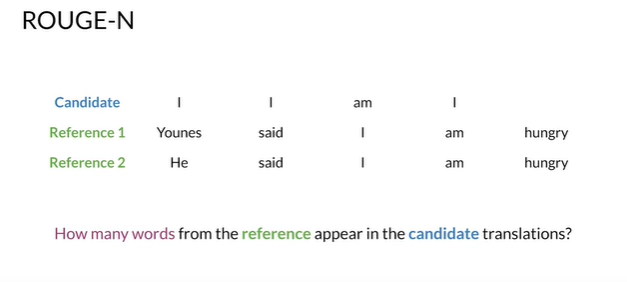 ROUGE-N
Candidate I I am I
Reference 1 Younes said I am hungry
Reference 2 He said I am hungry
How many words from the reference appear in the candidate translations?